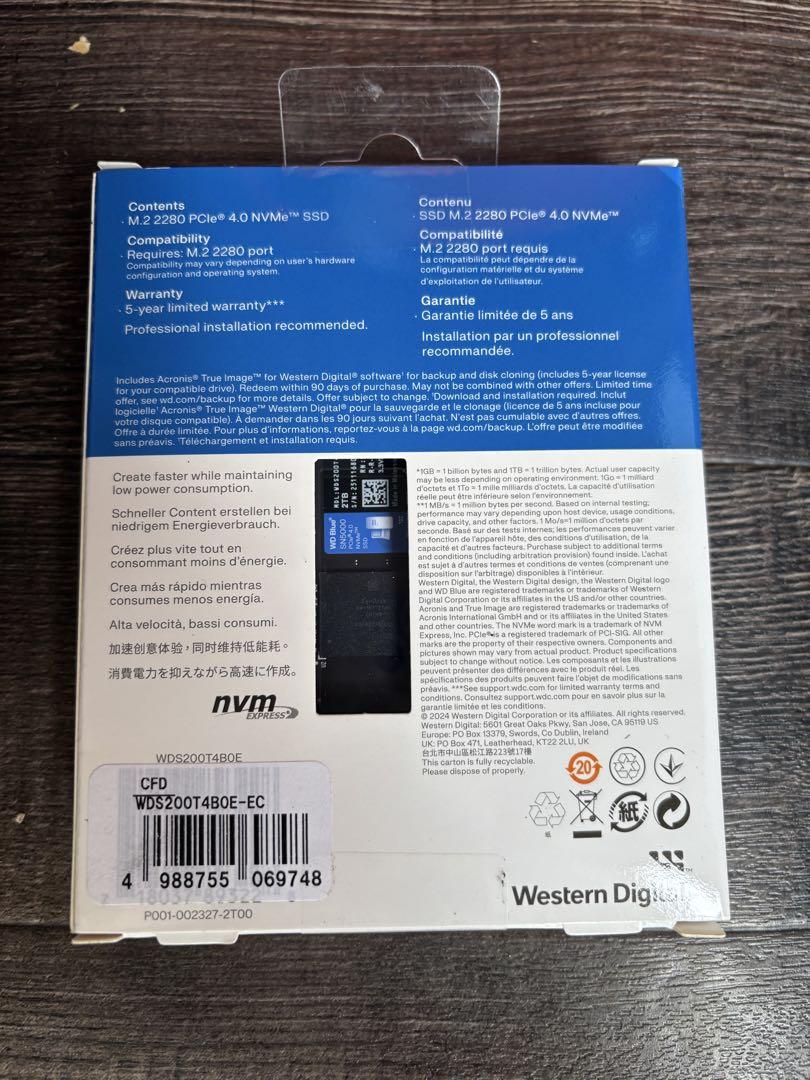 Contents
· M.2 2280 PCIe® 4.0 NVMe™ SSD
Compatibility
· Requires: M.2 2280 port
Compatibility may vary depending on user's hardware
configuration and operating system.
Warranty
· 5-year limited warranty***
Professional installation recommended.
Contenu
· SSD M.2 2280 PCIe® 4.0 NVMe™
Compatibilité
· M.2 2280 port requis
La compatibilité peut dépendre de la
configuration matérielle et du système
d'exploitation de l'utilisateur.
Garantie
· Garantie limitée de 5 ans
Installation par un professionnel
recommandée.
Includes Acronis® True Image™ for Western Digital® software¹ for backup and disk cloning (includes 5-year license
for your compatible drive). Redeem within 90 days of purchase. May not be combined with other offers. Limited time
offer, see wd.com/backup for more details. Offer subject to change. ¹Download and installation required. Inclut
logicielle¹ Acronis® True Image™ Western Digital® pour la sauvegarde et le clonage (licence de 5 ans incluse pour
votre disque compatible). À demander dans les 90 jours suivant l'achat. N'est pas cumulable avec d'autres offres.
Offre à durée limitée. Pour plus d'informations, reportez-vous à la page wd.com/backup. L'offre peut être modifiée
sans préavis. ¹Téléchargement et installation requis.
Create faster while maintaining
low power consumption.
Schneller Content erstellen bei
niedrigem Energieverbrauch.
Créez plus vite tout en
consommant moins d'énergie.
Crea más rápido mientras
consumes menos energía.
Alta velocità, bassi consumi.
加速创意体验，同时维持低能耗。
消費電力を抑えながら高速に作成。
nvm
EXPRESS
2TB
WD Blue
SN5000
PCIe® 4.0
NVMe™
SSD
*1GB = 1 billion bytes and 1TB = 1 trillion bytes. Actual user capacity
may be less depending on operating environment. 1Go = 1 milliard
d'octets et 1To = 1 mille milliards d'octets. La capacité d'utilisation
réelle peut être inférieure selon l'environnement.
**1 MB/s = 1 million bytes per second. Based on internal testing;
performance may vary depending upon host device, usage conditions,
drive capacity, and other factors. 1 Mo/s=1 million d'octets par
seconde. Basé sur des tests internes; les performances peuvent varier
en fonction de l'appareil hôte, des conditions d'utilisation, de la
capacité et d'autres facteurs. Purchase subject to additional terms
and conditions (including arbitration provision) found inside. L'achat
est sujet à d'autres termes et conditions de ventes (comprenant une
disposition sur l'arbitrage) disponibles à l'intérieur.
Western Digital, the Western Digital design, the Western Digital logo
and WD Blue are registered trademarks or trademarks of Western
Digital Corporation or its affiliates in the US and/or other countries.
Acronis and True Image are registered trademarks or trademarks of
Acronis International GmbH and or its affiliates in the United States
and other countries. The NVMe word mark is a trademark of NVM
Express, Inc. PCIe® is a registered trademark of PCI-SIG. All other
marks are the property of their respective owners. Components and
pictures shown may vary from actual product. Product specifications
subject to change without notice. Les composants et les illustrations
peuvent présenter des différences avec le produit réel. Les
spécifications des produits peuvent faire l'objet de modifications sans
préavis. ***See support.wdc.com for limited warranty terms and
conditions. Consultez support.wdc.com pour en savoir plus sur la
garantie limitée et les conditions.
© 2024 Western Digital Corporation or its affiliates. All rights reserved.
Western Digital: 5601 Great Oaks Pkwy, San Jose, CA 95119 US
Europe: PO Box 13379, Swords, Co Dublin, Ireland
UK: PO Box 471, Leatherhead, KT22 2LU, UK
台北市中山區松江路223號17樓
This carton is fully recyclable.
Please dispose of properly.
20
紙
紙
WDS200T4B0E
CFD
WDS200T4B0E-EC
4 988755 069748
P001-002327-2T00
Western Digital